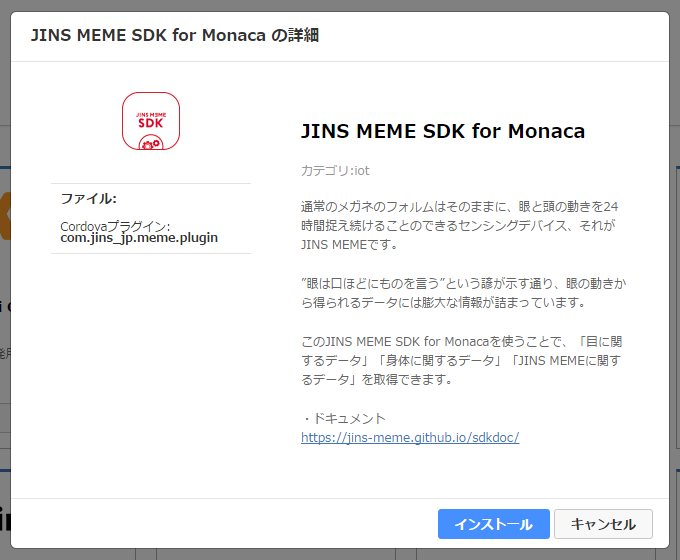 JINS MEME SDK for Monaca の詳細
JINS MEME
SDK
ファイル:
Cordovaプラグイン:
com.jins_jp.meme.plugin
JINS MEME SDK for Monaca
カテゴリ:iot
通常のメガネのフォルムはそのままに、眼と頭の動きを24
時間捉え続けることのできるセンシングデバイス、それが
JINS MEMEです。
”眼は口ほどにものを言う”という諺が示す通り、眼の動きか
ら得られるデータには膨大な情報が詰まっています。
このJINS MEME SDK for Monacaを使うことで、「目に関
するデータ」「身体に関するデータ」「JINS MEMEに関す
るデータ」を取得できます。
・ドキュメント
https://jins-meme.github.io/sdkdoc/
インストール
キャンセル